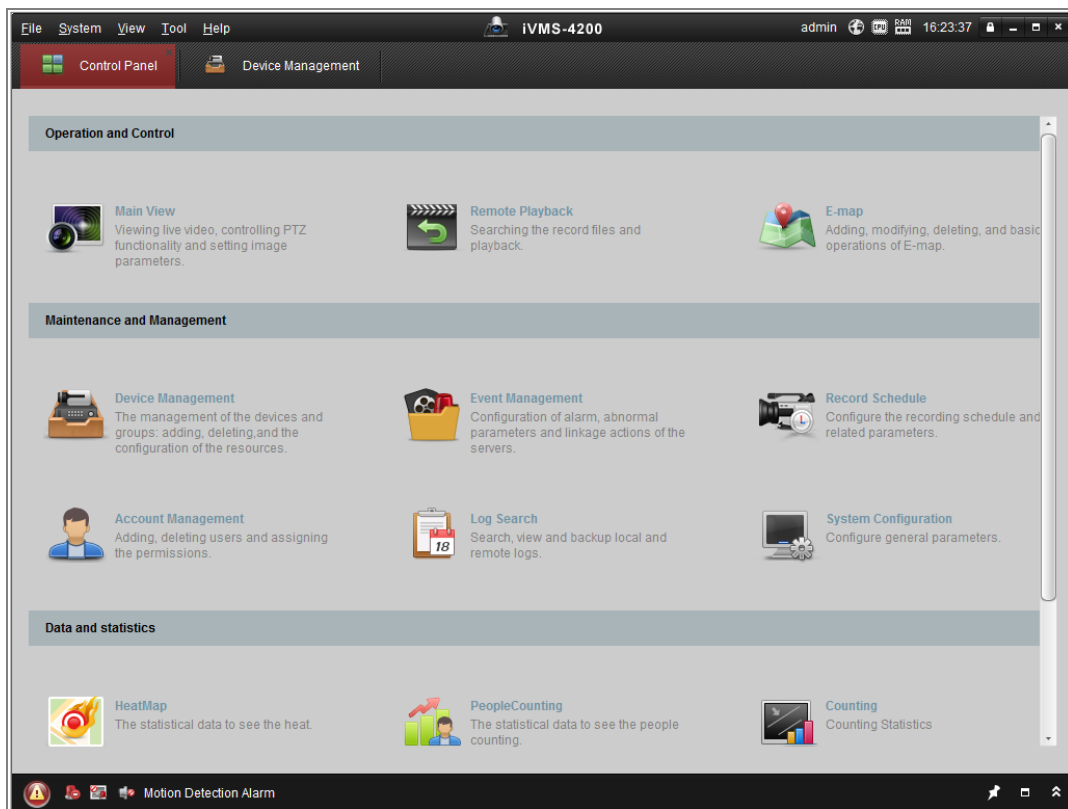 File System View Tool Help
iVMS-4200
admin CPU RAM 16:23:37
Control Panel
Device Management
Operation and Control
Main View
Viewing live video, controlling PTZ
functionality and setting image
parameters.
Remote Playback
Searching the record files and
playback.
E-map
Adding, modifying, deleting, and basic
operations of E-map.
Maintenance and Management
Device Management
The management of the devices and
groups: adding, deleting,and the
configuration of the resources.
Event Management
Configuration of alarm, abnormal
parameters and linkage actions of the
servers.
Record Schedule
Configure the recording schedule and
related parameters.
Account Management
Adding, deleting users and assigning
the permissions.
18
Log Search
Search, view and backup local and
remote logs.
System Configuration
Configure general parameters.
Data and statistics
HeatMap
The statistical data to see the heat.
PeopleCounting
The statistical data to see the people
counting.
Counting
Counting Statistics
Motion Detection Alarm